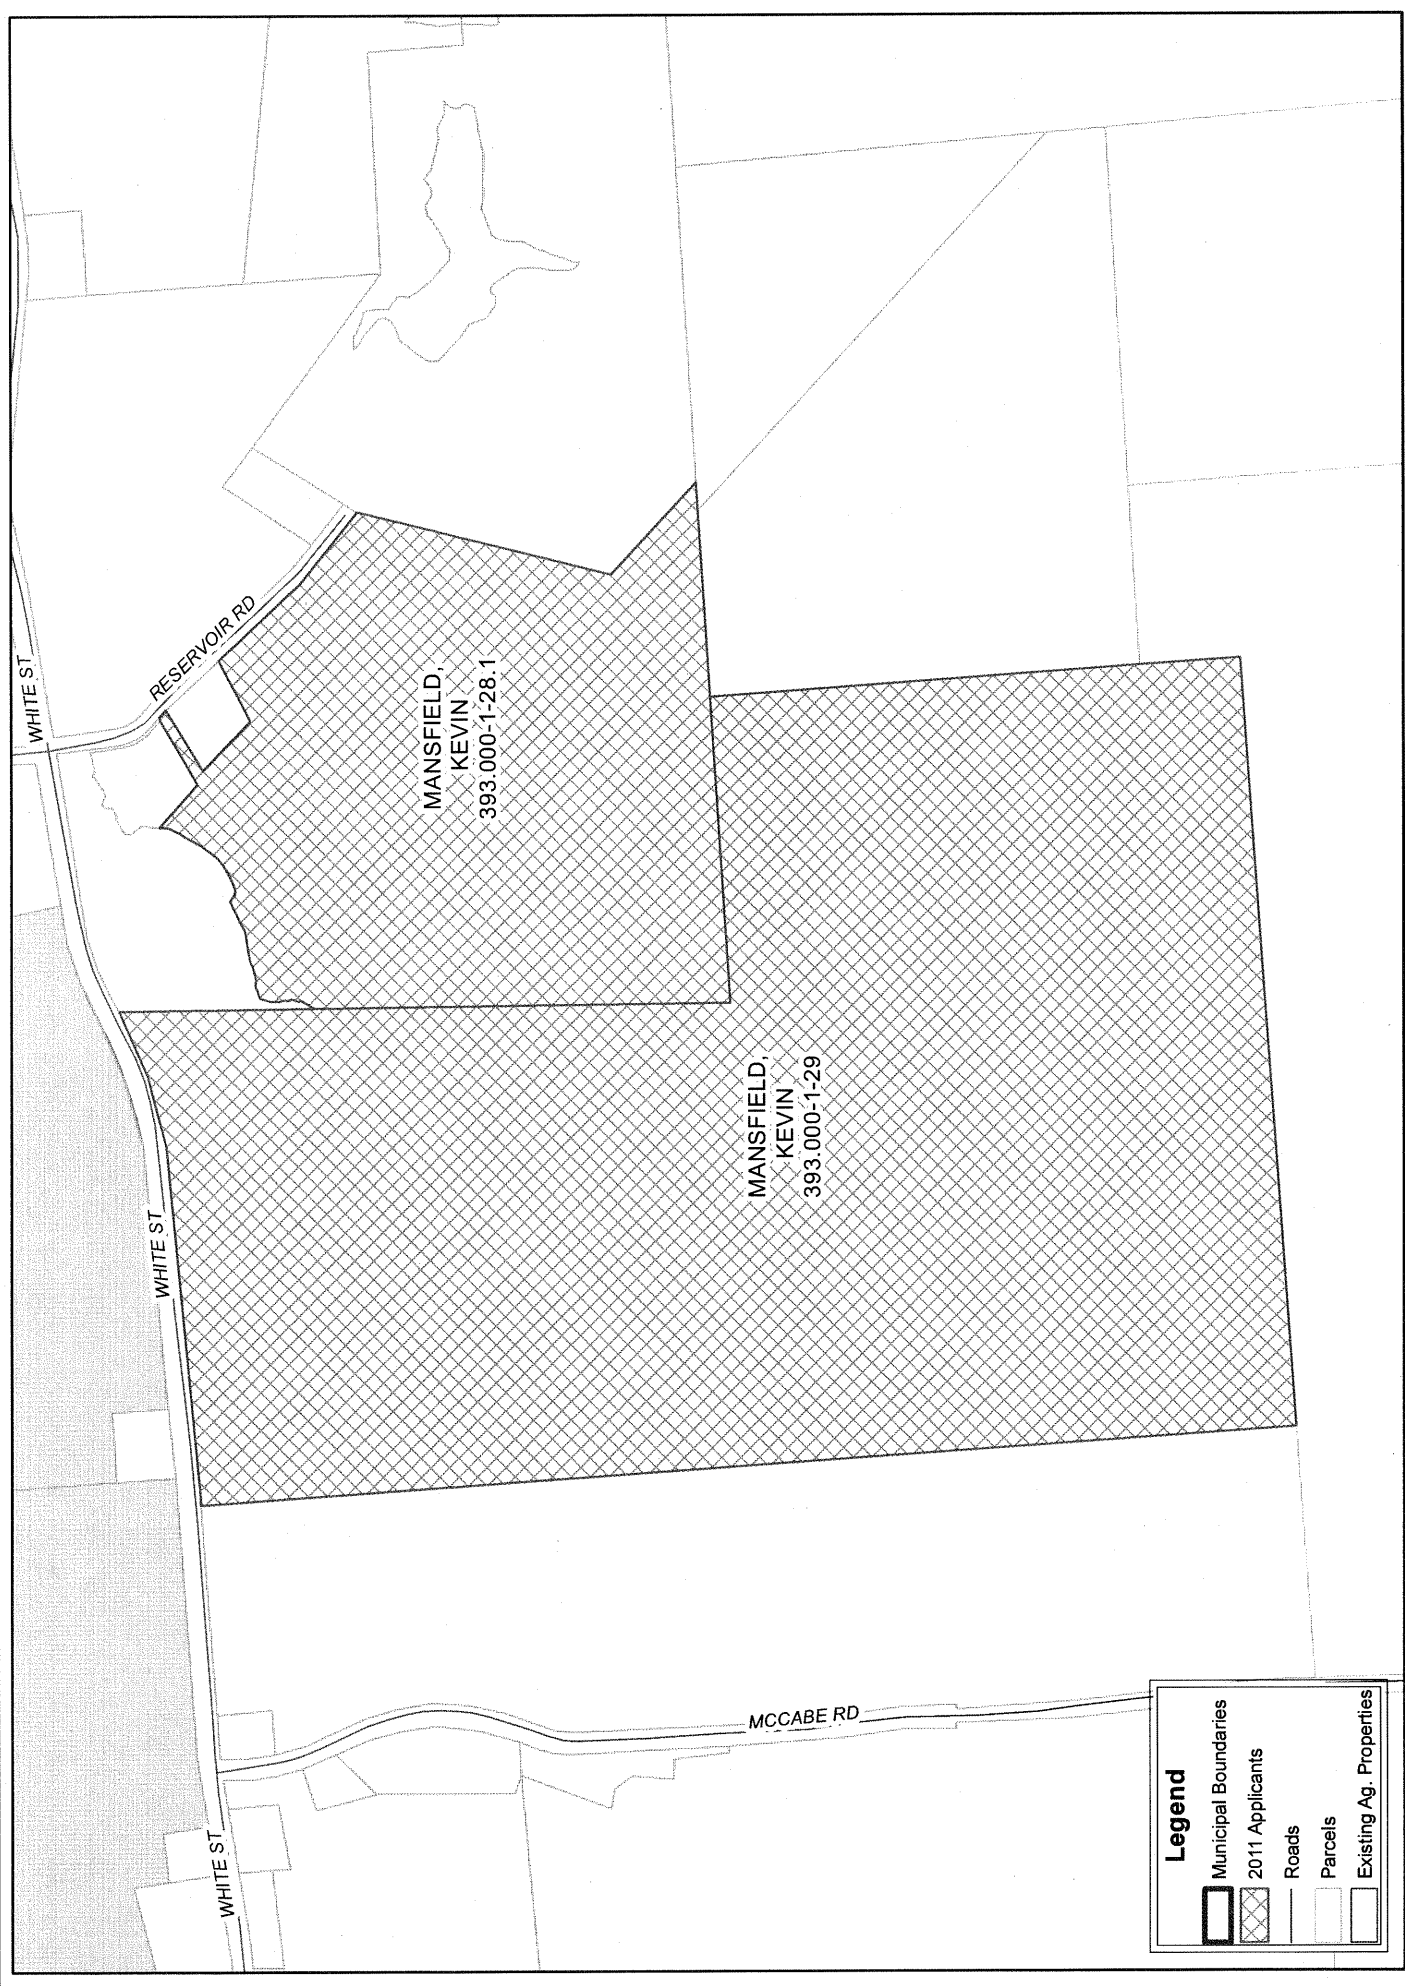 WHITE ST
RESERVOIR RD
MANSFIELD,
KEVIN
393.000-1-28.1
WHITE ST
MANSFIELD,
KEVIN
393.000-1-29
MCCABE RD
WHITE ST
Legend
Municipal Boundaries
2011 Applicants
Roads
Parcels
Existing Ag. Properties